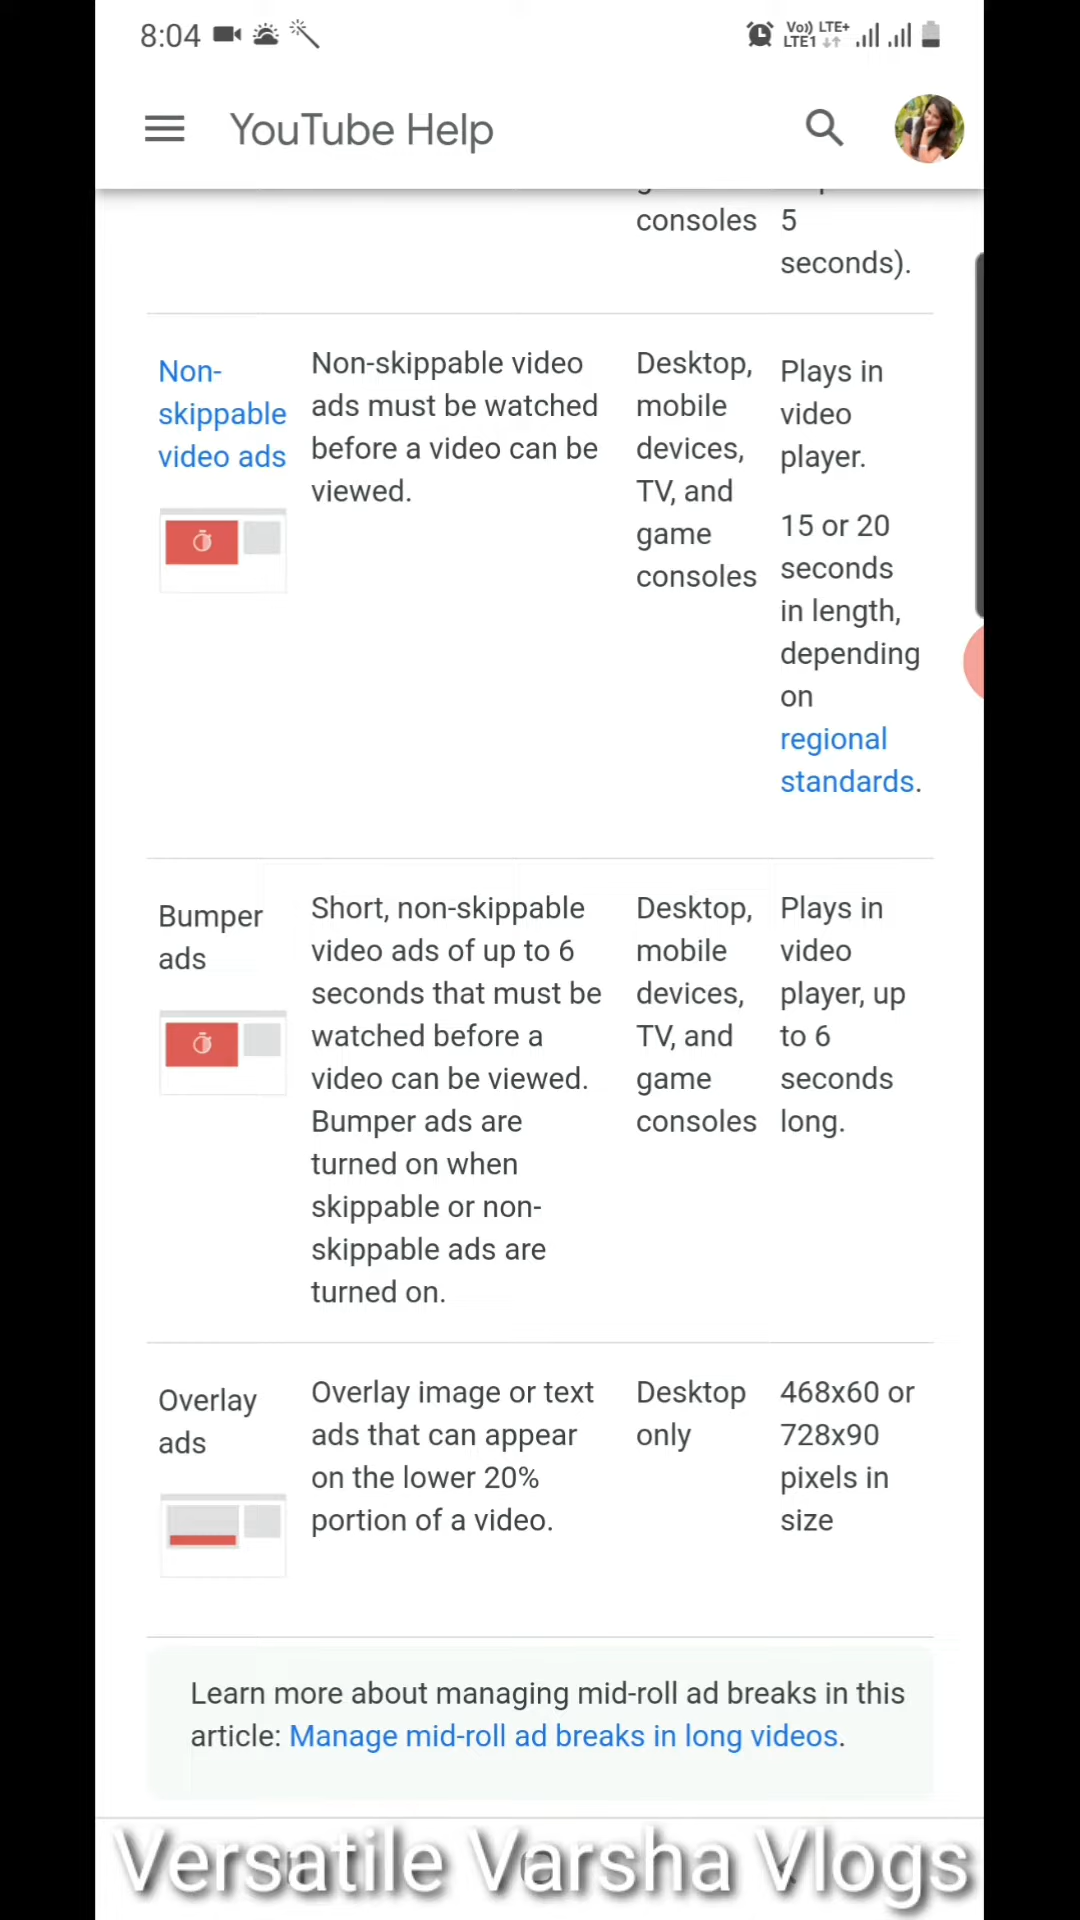 8:04
Vo)) LTE+
LTE1
YouTube Help
consoles 5
seconds).
Non-
skippable
video ads
Non-skippable video
ads must be watched
before a video can be
viewed.
Desktop,
mobile
devices,
TV, and
game
consoles
Plays in
video
player.
15 or 20
seconds
in length,
depending
on
regional
standards.
Bumper
ads
Short, non-skippable
video ads of up to 6
seconds that must be
watched before a
video can be viewed.
Bumper ads are
turned on when
skippable or non-
skippable ads are
turned on.
Desktop,
mobile
devices,
TV, and
game
consoles
Plays in
video
player, up
to 6
seconds
long.
Overlay
ads
Overlay image or text
ads that can appear
on the lower 20%
portion of a video.
Desktop
only
468x60 or
728x90
pixels in
size
Learn more about managing mid-roll ad breaks in this
article: Manage mid-roll ad breaks in long videos.
Versatile Varsha Vlogs